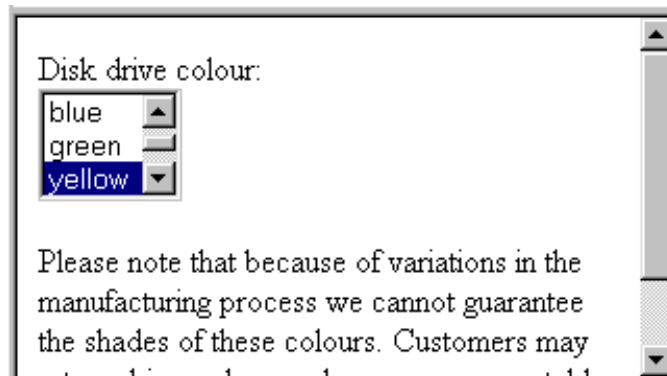 Disk drive colour:
blue
green
yellow
Please note that because of variations in the
manufacturing process we cannot guarantee
the shades of these colours. Customers may